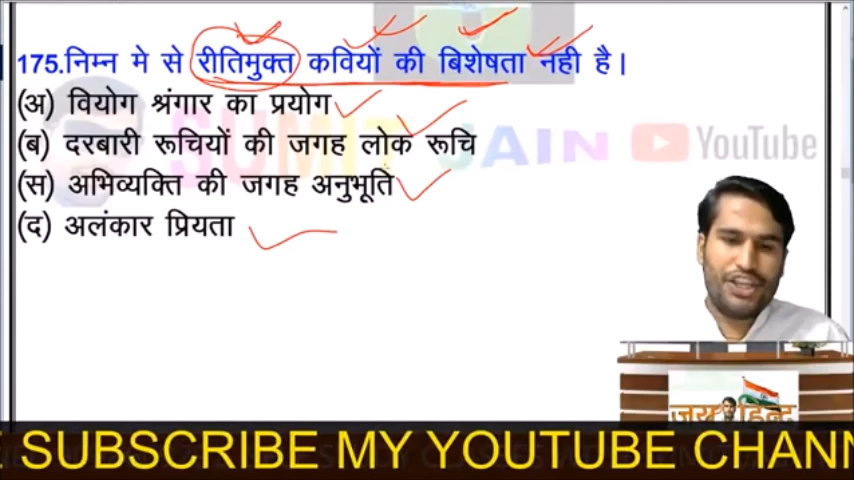 175.निम्न मे से रीतिमुक्त कवियों की बिशेषता नही है।
(अ) वियोग श्रंगार का प्रयोग
(ब) दरबारी रूचियों की जगह लोक रूचि
(स) अभिव्यक्ति की जगह अनुभूति
(द) अलंकार प्रियता
SUMIT JAIN YouTube
जय हिन्द
E SUBSCRIBE MY YOUTUBE CHANN